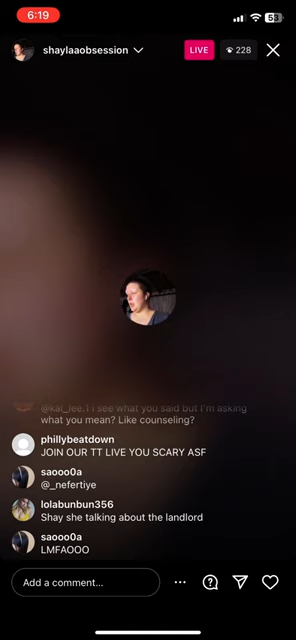 6:19
53
shaylaobsession
LIVE
228
@kal_lee.1 I see what you said but I'm asking
what you mean? Like counseling?
phillybeatdown
JOIN OUR TT LIVE YOU SCARY ASF
saooo0a
@_nefertiye
lolabunbun356
Shay she talking about the landlord
saooo0a
LMFAOOO
Add a comment...